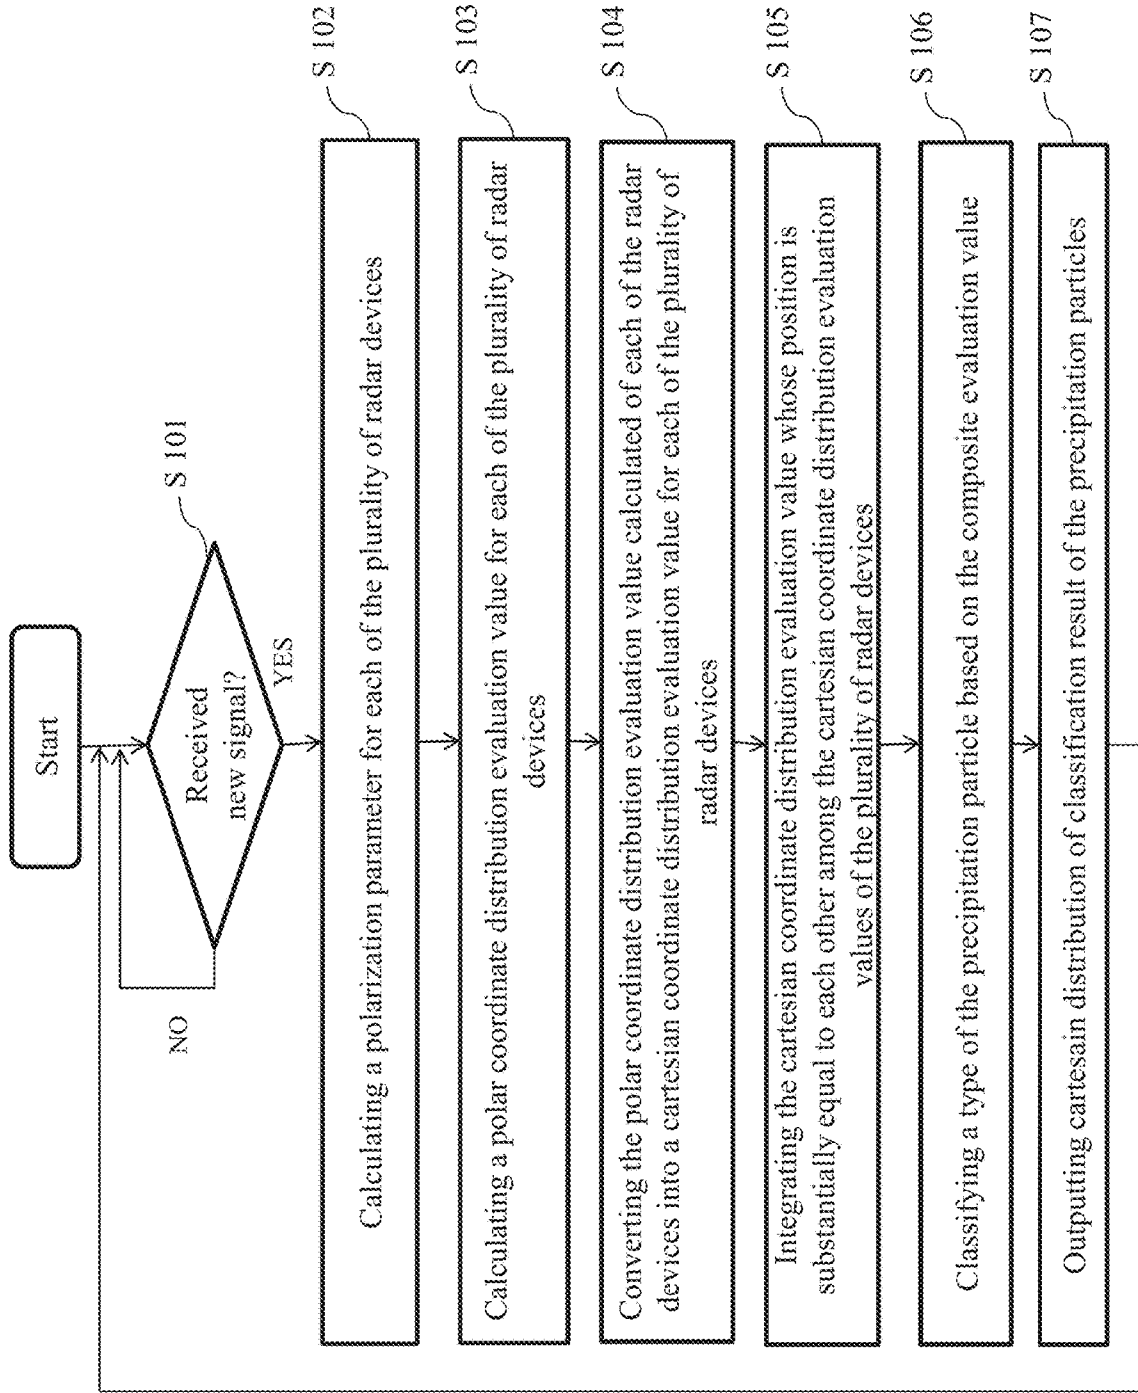 Start
Received
new signal?
S 101
NO
YES
Calculating a polarization parameter for each of the plurality of radar devices
S 102
Calculating a polar coordinate distribution evaluation value for each of the plurality of radar
devices
S 103
Converting the polar coordinate distribution evaluation value calculated of each of the radar
devices into a cartesian coordinate distribution evaluation value for each of the plurality of
radar devices
S 104
Integrating the cartesian coordinate distribution evaluation value whose position is
substantially equal to each other among the cartesian coordinate distribution evaluation
values of the plurality of radar devices
S 105
Classifying a type of the precipitation particle based on the composite evaluation value
S 106
Outputting cartesain distribution of classification result of the precipitation particles
S 107